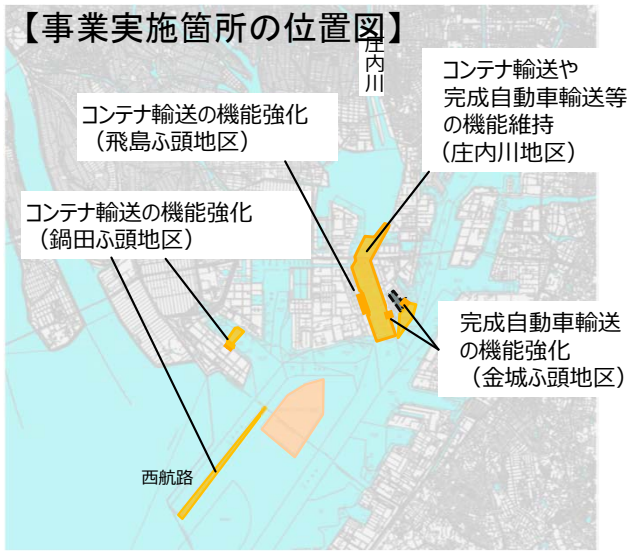 【事業実施箇所の位置図】
庄内川
コンテナ輸送や
完成自動車輸送等
の機能維持
（庄内川地区）
コンテナ輸送の機能強化
（飛島ふ頭地区）
コンテナ輸送の機能強化
（鍋田ふ頭地区）
完成自動車輸送
の機能強化
（金城ふ頭地区）
西航路